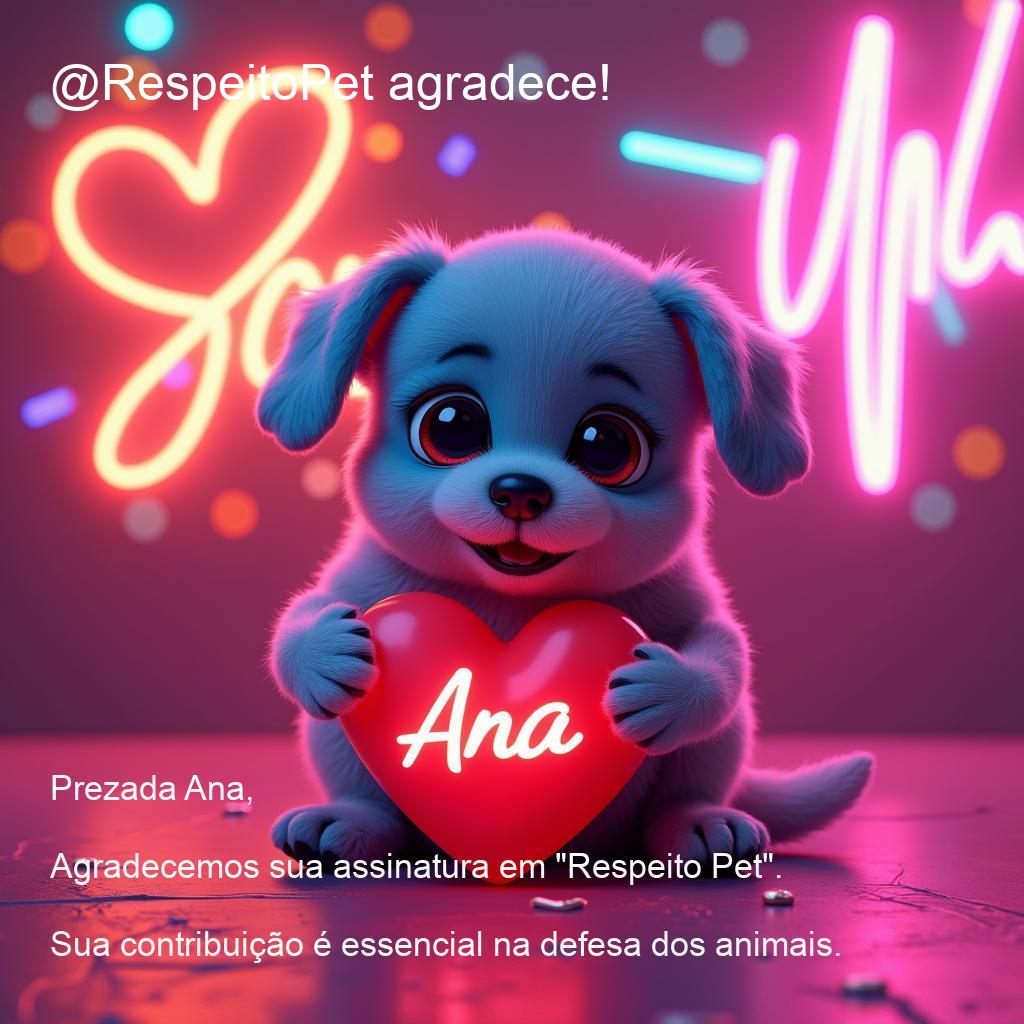 @RespeitoPet agradece!
Ana
Prezada Ana,
Agradecemos sua assinatura em "Respeito Pet".
Sua contribuição é essencial na defesa dos animais.